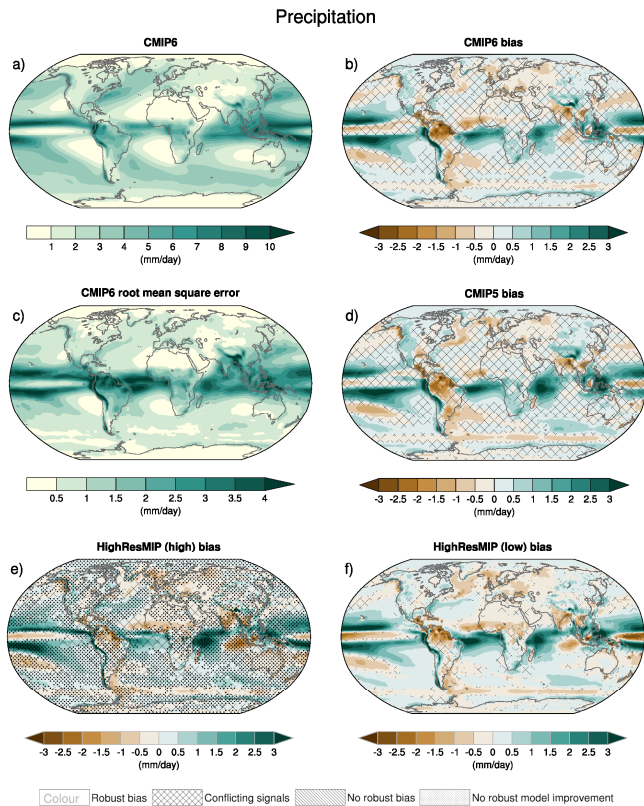 Precipitation
CMIP6
CMIP6 bias
a)
b)
1 2 3 4 5 6 7 8 9 10
(mm/day)
-3 -2.5 -2 -1.5 -1 -0.5 0 0.5 1 1.5 2 2.5 3
(mm/day)
CMIP6 root mean square error
CMIP5 bias
c)
d)
0.5 1 1.5 2 2.5 3 3.5 4
(mm/day)
-3 -2.5 -2 -1.5 -1 -0.5 0 0.5 1 1.5 2 2.5 3
(mm/day)
HighResMIP (high) bias
HighResMIP (low) bias
e)
f)
-3 -2.5 -2 -1.5 -1 -0.5 0 0.5 1 1.5 2 2.5 3
(mm/day)
-3 -2.5 -2 -1.5 -1 -0.5 0 0.5 1 1.5 2 2.5 3
(mm/day)
Colour Robust bias Conflicting signals No robust bias No robust model improvement